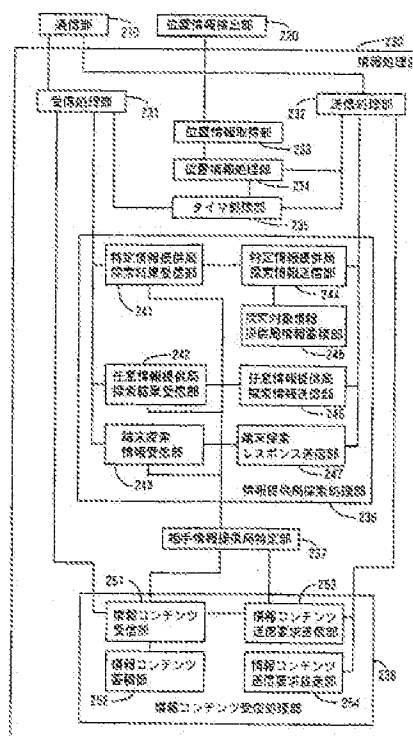 通信部
210
位置情報検出部
220
230
情報処理部
受信処理部
231
送信処理部
232
位置情報取得部
233
位置情報処理部
234
タイマ処理部
235
特定情報提供局
探索結果受信部
241
特定情報提供局
探索情報送信部
244
探索対象情報
提供局情報蓄積部
245
242
任意情報提供局
探索結果受信部
任意情報提供局
探索情報送信部
246
端末探索
情報受信部
243
端末探索
レスポンス送信部
247
情報提供局探索処理部
236
相手情報提供局特定部
237
251
情報コンテンツ
受信部
253
情報コンテンツ
送信要求送信部
情報コンテンツ
蓄積部
252
情報コンテンツ
送信要求放送部
254
238
情報コンテンツ受信処理部